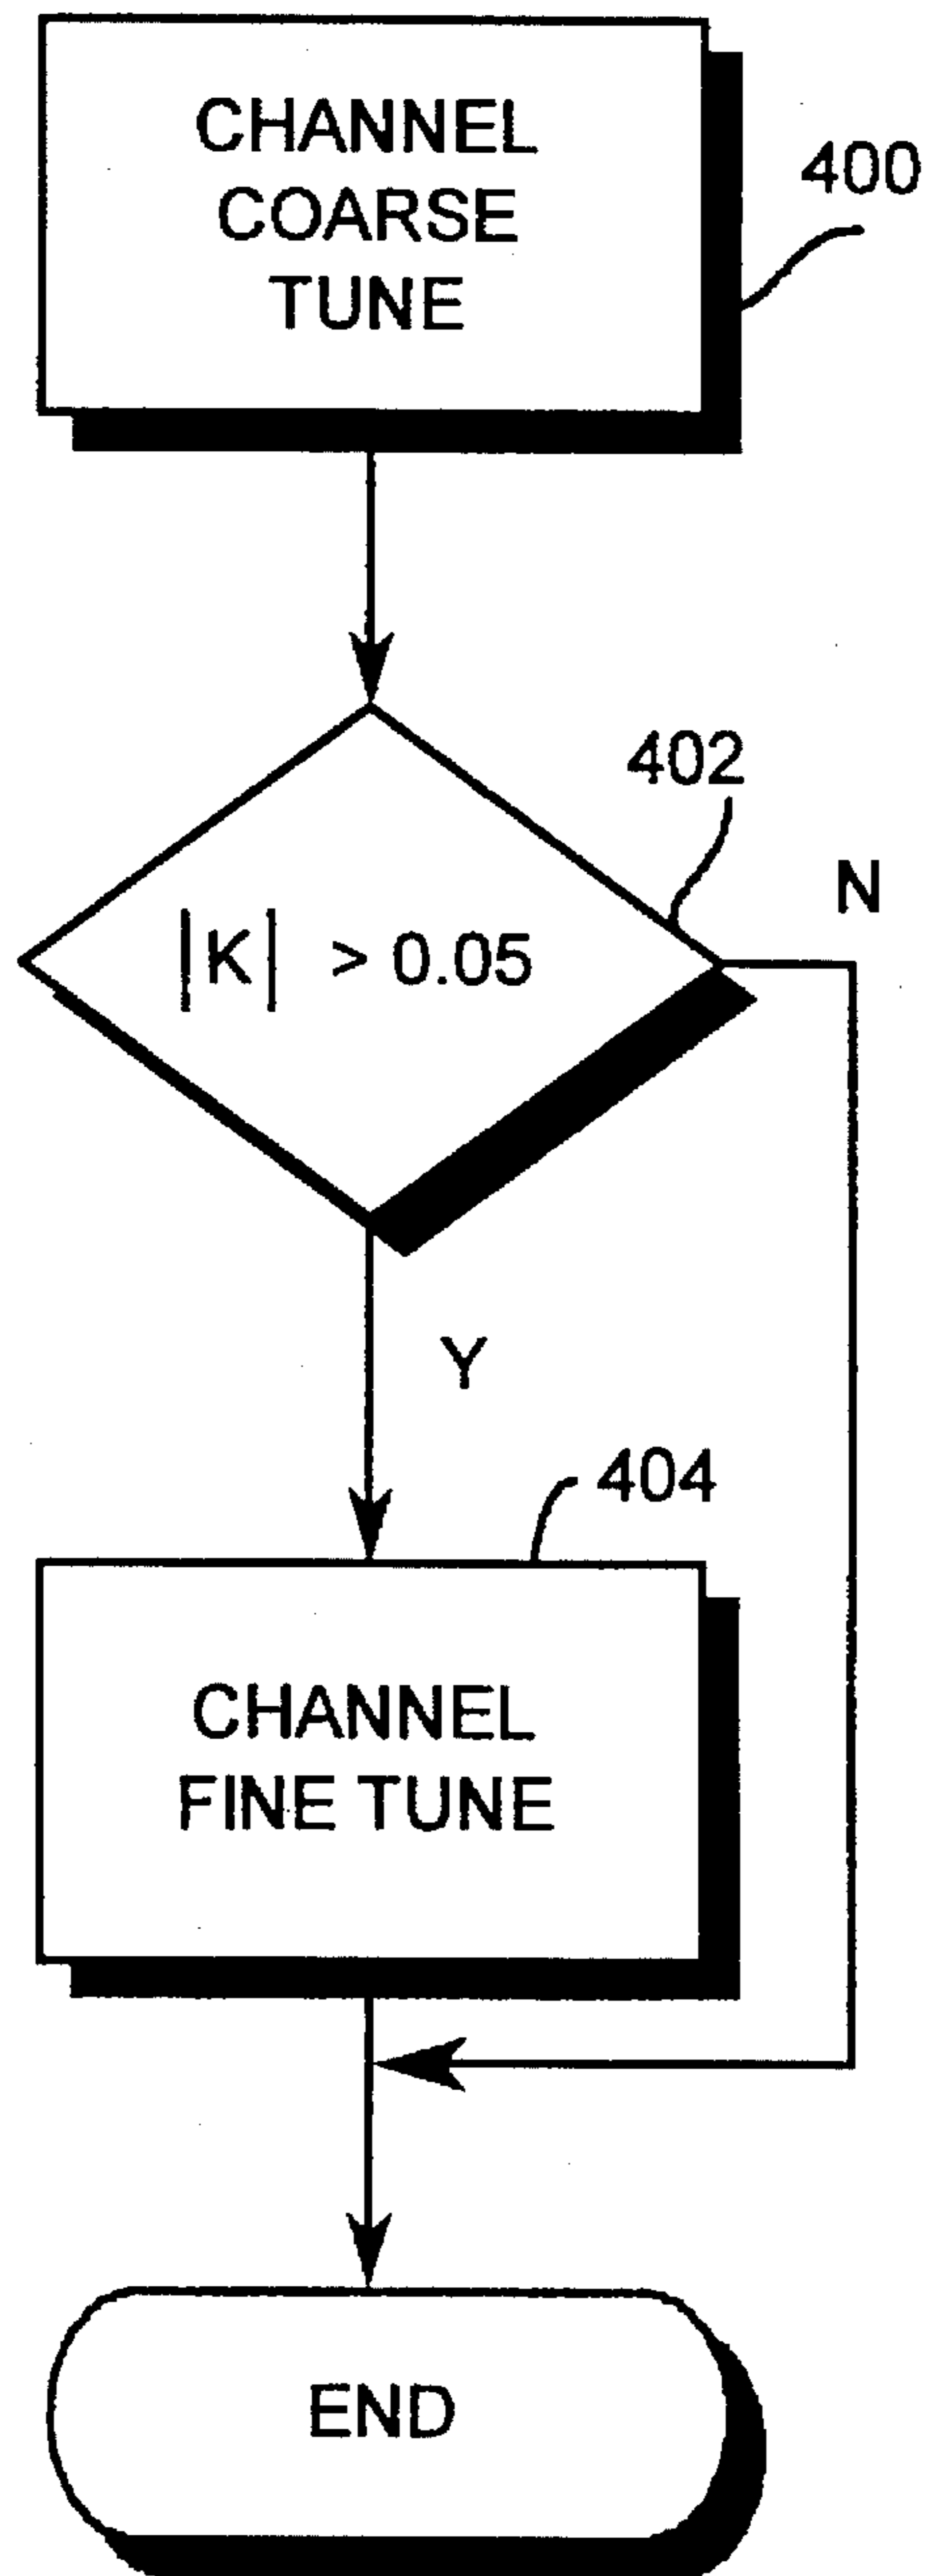 CHANNEL
COARSE
TUNE
400
402
N
|K| > 0.05
Y
404
CHANNEL
FINE TUNE
END